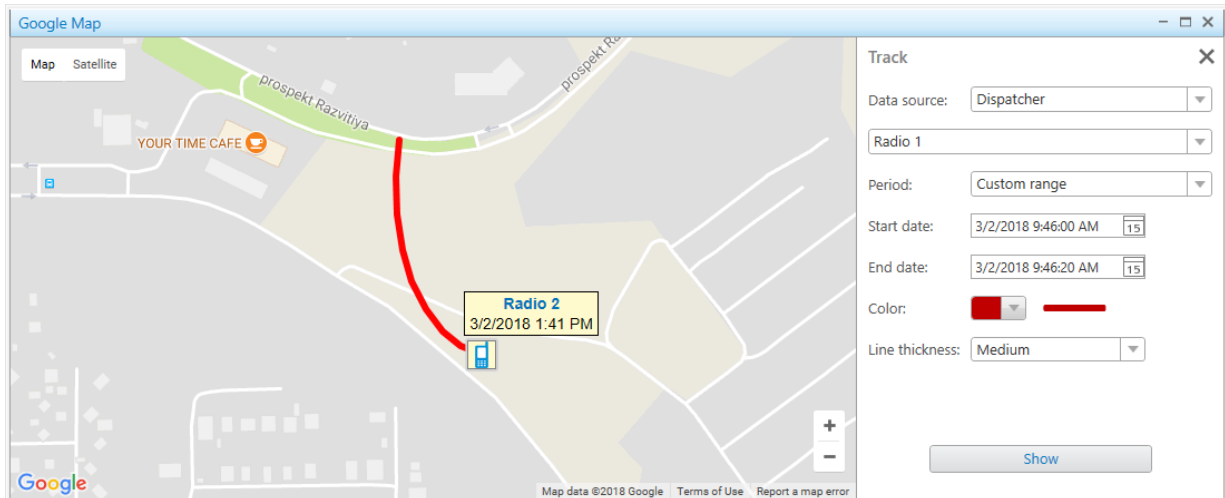 Google Map
Map Satellite
prospekt Razvitiya
prospekt Ra
YOUR TIME CAFE
Radio 2
3/2/2018 1:41 PM
Google
Map data ©2018 Google Terms of Use Report a map error
Track
Data source: Dispatcher
Radio 1
Period: Custom range
Start date: 3/2/2018 9:46:00 AM 15
End date: 3/2/2018 9:46:20 AM 15
Color:
Line thickness: Medium
Show